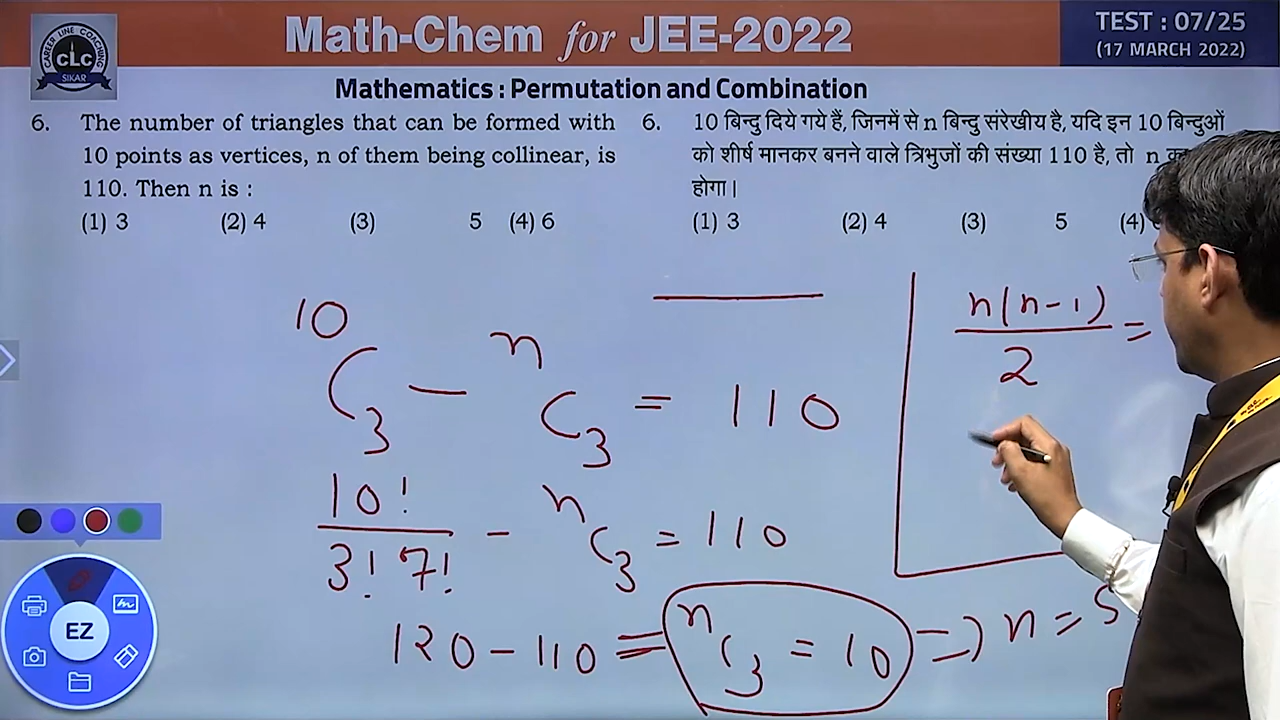 Math-Chem for JEE-2022
TEST : 07/25
(17 MARCH 2022)
CAREER LINE COACHING
CLC
SIKAR
Mathematics : Permutation and Combination
6. The number of triangles that can be formed with
10 points as vertices, n of them being collinear, is
110. Then n is :
(1) 3 (2) 4 (3) 5 (4) 6
6. 10 बिन्दु दिये गये हैं, जिनमें से n बिन्दु संरेखीय है, यदि इन 10 बिन्दुओं
को शीर्ष मानकर बनने वाले त्रिभुजों की संख्या 110 है, तो n
होगा।
(1) 3 (2) 4 (3) 5 (4)
10C3 - nC3 = 110
10!/3! 7! - nC3 = 110
120 - 110 = nC3 = 10 => n = 5
n(n-1)/2 =
EZ